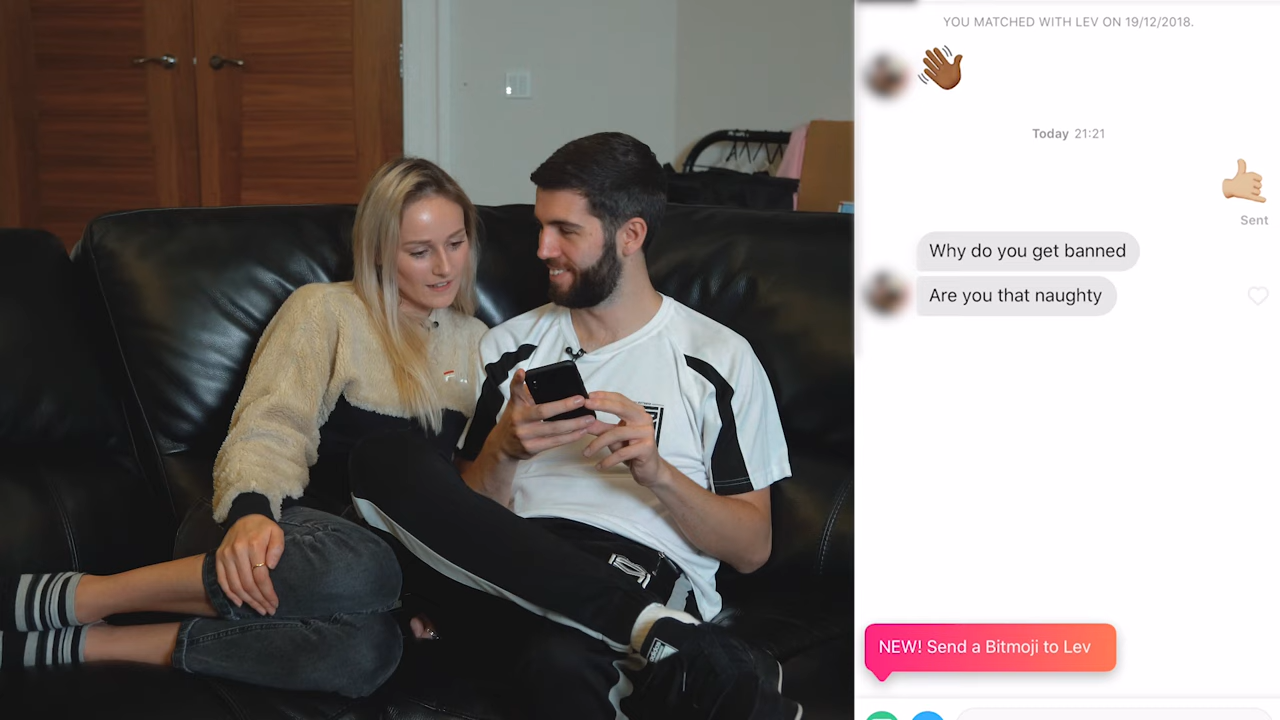 YOU MATCHED WITH LEV ON 19/12/2018.
Today 21:21
Sent
Why do you get banned
Are you that naughty
NEW! Send a Bitmoji to Lev